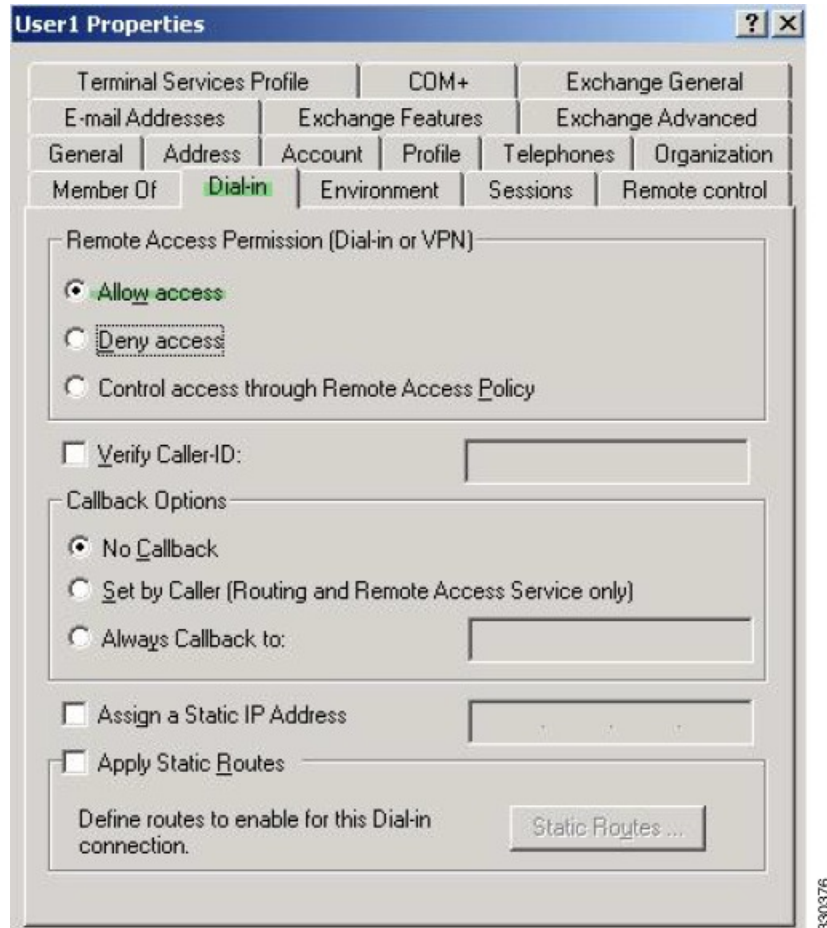 User1 Properties
Terminal Services Profile COM+ Exchange General
E-mail Addresses Exchange Features Exchange Advanced
General Address Account Profile Telephones Organization
Member Of Dial-in Environment Sessions Remote control
Remote Access Permission (Dial-in or VPN)
Allow access
Deny access
Control access through Remote Access Policy
Verify Caller-ID:
Callback Options
No Callback
Set by Caller (Routing and Remote Access Service only)
Always Callback to:
Assign a Static IP Address
Apply Static Routes
Define routes to enable for this Dial-in
connection.
Static Routes ...
330376